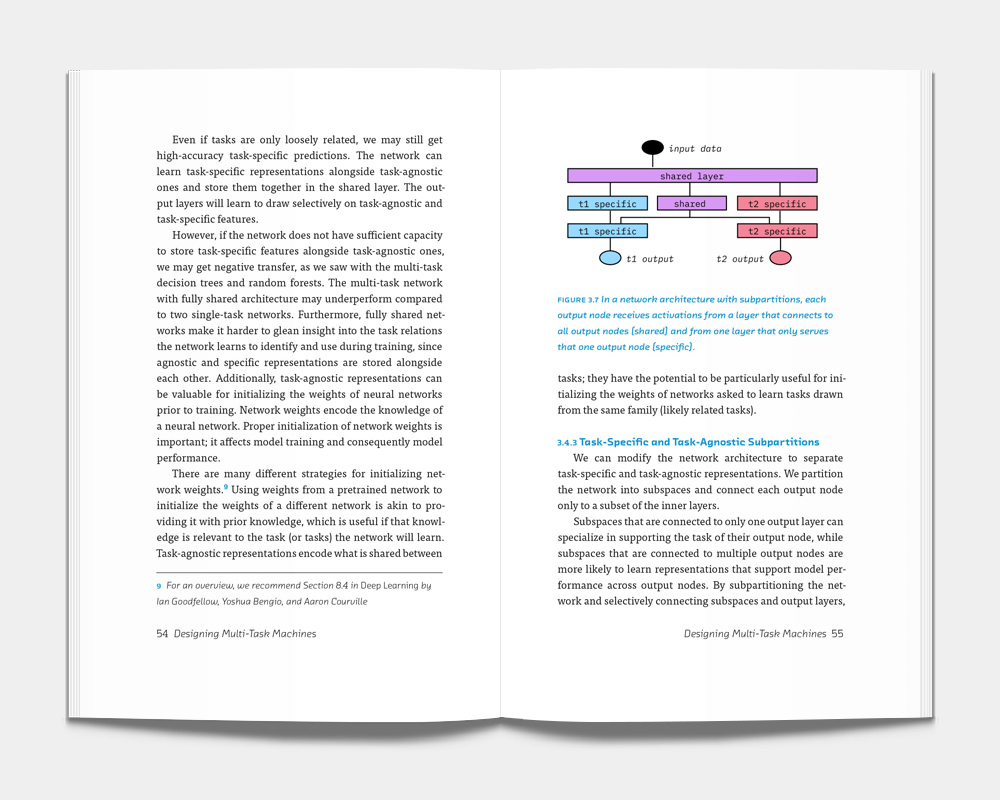 Even if tasks are only loosely related, we may still get
high-accuracy task-specific predictions. The network can
learn task-specific representations alongside task-agnostic
ones and store them together in the shared layer. The out-
put layers will learn to draw selectively on task-agnostic and
task-specific features.
However, if the network does not have sufficient capacity
to store task-specific features alongside task-agnostic ones,
we may get negative transfer, as we saw with the multi-task
decision trees and random forests. The multi-task network
with fully shared architecture may underperform compared
to two single-task networks. Furthermore, fully shared net-
works make it harder to glean insight into the task relations
the network learns to identify and use during training, since
agnostic and specific representations are stored alongside
each other. Additionally, task-agnostic representations can
be valuable for initializing the weights of neural networks
prior to training. Network weights encode the knowledge of
a neural network. Proper initialization of network weights is
important; it affects model training and consequently model
performance.
There are many different strategies for initializing net-
work weights.9 Using weights from a pretrained network to
initialize the weights of a different network is akin to pro-
viding it with prior knowledge, which is useful if that knowl-
edge is relevant to the task (or tasks) the network will learn.
Task-agnostic representations encode what is shared between
9 For an overview, we recommend Section 8.4 in Deep Learning by
Ian Goodfellow, Yoshua Bengio, and Aaron Courville
54 Designing Multi-Task Machines
input data
shared layer
t1 specific shared t2 specific
t1 specific t2 specific
t1 output t2 output
FIGURE 3.7 In a network architecture with subpartitions, each
output node receives activations from a layer that connects to
all output nodes (shared) and from one layer that only serves
that one output node (specific).
tasks; they have the potential to be particularly useful for ini-
tializing the weights of networks asked to learn tasks drawn
from the same family (likely related tasks).
3.4.3 Task-Specific and Task-Agnostic Subpartitions
We can modify the network architecture to separate
task-specific and task-agnostic representations. We partition
the network into subspaces and connect each output node
only to a subset of the inner layers.
Subspaces that are connected to only one output layer can
specialize in supporting the task of their output node, while
subspaces that are connected to multiple output nodes are
more likely to learn representations that support model per-
formance across output nodes. By subpartitioning the net-
work and selectively connecting subspaces and output layers,
Designing Multi-Task Machines 55